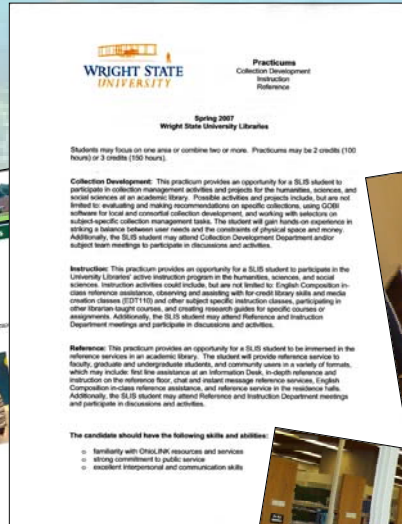 WRIGHT STATE
UNIVERSITY
Practicums
Collection Development
Instruction
Reference
Spring 2007
Wright State University Libraries
Students may focus on one area or combine two or more. Practicums may be 2 credits (100
hours) or 3 credits (150 hours).
Collection Development: This practicum provides an opportunity for a SLIS student to
participate in collection management activities and projects for the humanities, sciences, and
social sciences at an academic library. Possible activities and projects include, but are not
limited to: evaluating and making recommendations on specific collections, using GOBI
software for local and consortial collection development, and working with selectors on
subject-specific collection management tasks. The student will gain hands-on experience in
striking a balance between user needs and the constraints of physical space and money.
Additionally, the SLIS student may attend Collection Development Department and/or
subject team meetings to participate in discussions and activities.
Instruction: This practicum provides an opportunity for a SLIS student to participate in the
University Libraries' active instruction program in the humanities, sciences, and social
sciences. Instruction activities could include, but are not limited to: English Composition in-
class reference assistance, observing and assisting with for-credit library skills and media
creation classes (EDT110) and other subject specific instruction classes, participating in
other librarian-taught courses, and creating research guides for specific courses or
assignments. Additionally, the SLIS student may attend Reference and Instruction
Department meetings and participate in discussions and activities.
Reference: This practicum provides an opportunity for a SLIS student to be immersed in the
reference services in an academic library. The student will provide reference service to
faculty, graduate and undergraduate students, and community users in a variety of formats,
which may include: first line assistance at an Information Desk, in-depth reference and
instruction on the reference floor, chat and instant message reference services, English
Composition in-class reference assistance, and reference service in the residence halls.
Additionally, the SLIS student may attend Reference and Instruction Department meetings
and participate in discussions and activities.
The candidate should have the following skills and abilities:
o familiarity with OhioLINK resources and services
o strong commitment to public service
o excellent interpersonal and communication skills